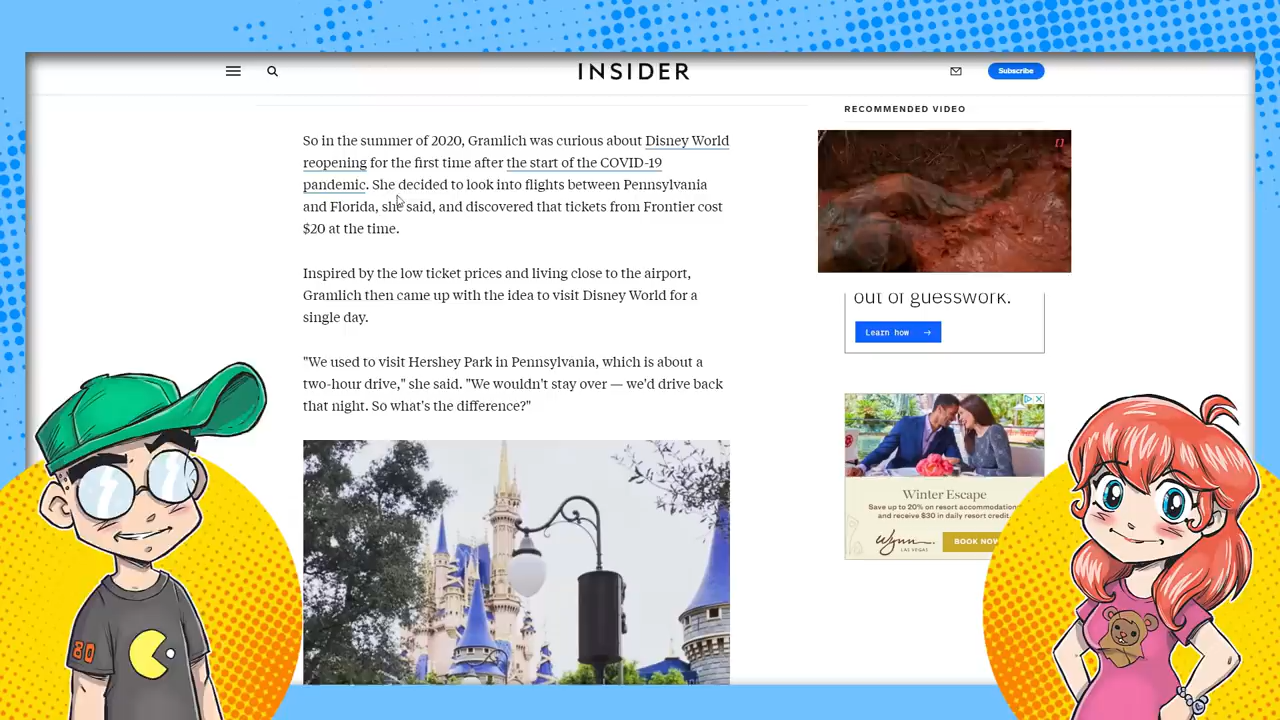 INSIDER
Subscribe
So in the summer of 2020, Gramlich was curious about Disney World
reopening for the first time after the start of the COVID-19
pandemic. She decided to look into flights between Pennsylvania
and Florida, she said, and discovered that tickets from Frontier cost
$20 at the time.
Inspired by the low ticket prices and living close to the airport,
Gramlich then came up with the idea to visit Disney World for a
single day.
"We used to visit Hershey Park in Pennsylvania, which is about a
two-hour drive," she said. "We wouldn't stay over — we'd drive back
that night. So what's the difference?"
RECOMMENDED VIDEO
out of guesswork.
Learn how →
Winter Escape
Save up to 20% on resort accommodations
and receive $30 in daily resort credit.
Wynn
LAS VEGAS
BOOK NOW
80